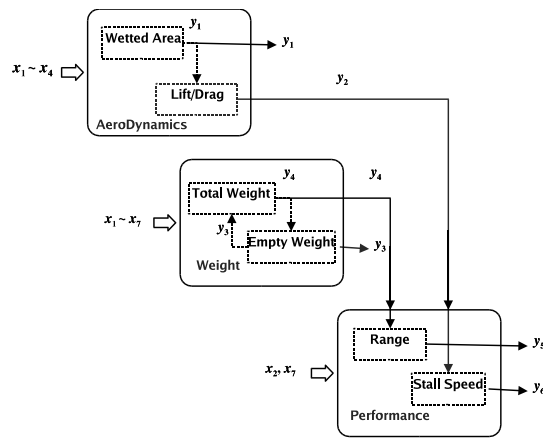 y1
Wetted Area
y1
x1 ~ x4
Lift/Drag
y2
AeroDynamics
y4
y4
Total Weight
x1 ~ x7
y3
Empty Weight
y3
Weight
Range
y5
x2, x7
Stall Speed
y6
Performance